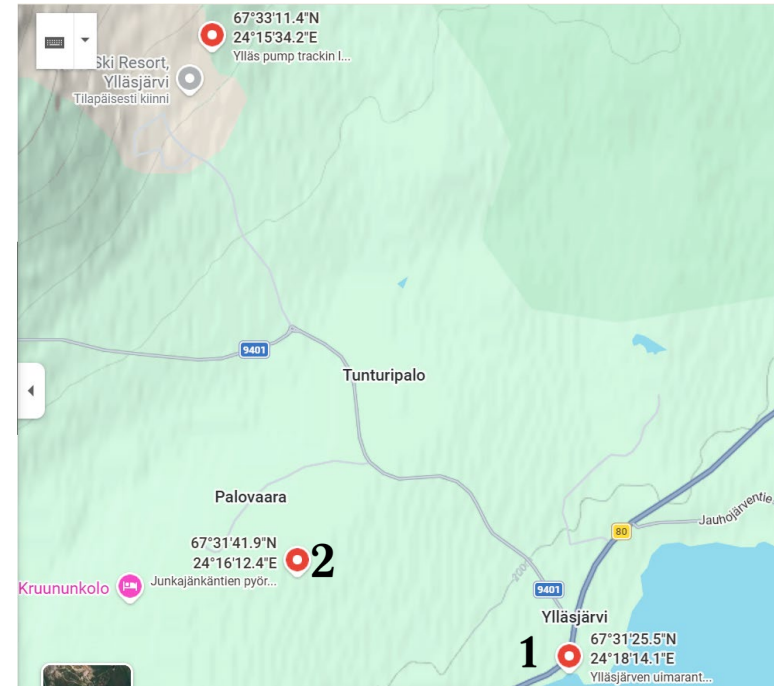 67°33'11.4"N
24°15'34.2"E
Ylläs pump trackin l...
Ski Resort,
Ylläsjärvi
Tilapäisesti kiinni
9401
Tunturipalo
Palovaara
67°31'41.9"N
24°16'12.4"E
Junkajänkäntien pyör...
2
Kruununkolo
80
Jauhojärventie
200
9401
Ylläsjärvi
1
67°31'25.5"N
24°18'14.1"E
Ylläsjärven uimarant...